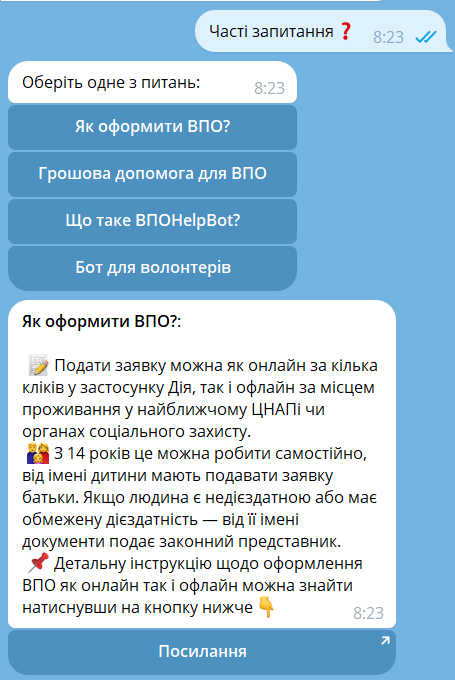 Часті запитання ❓
8:23
Оберіть одне з питань:
8:23
Як оформити ВПО?
Грошова допомога для ВПО
Що таке ВПОHelpBot?
Бот для волонтерів
Як оформити ВПО?:
📝 Подати заявку можна як онлайн за кілька
кліків у застосунку Дія, так і офлайн за місцем
проживання у найближчому ЦНАПі чи
органах соціального захисту.
👨‍👩‍👧 З 14 років це можна робити самостійно,
від імені дитини мають подавати заявку
батьки. Якщо людина є недієздатною або має
обмежену дієздатність — від її імені
документи подає законний представник.
📌 Детальну інструкцію щодо оформлення
ВПО як онлайн так і офлайн можна знайти
натиснувши на кнопку нижче 👇
8:23
Посилання